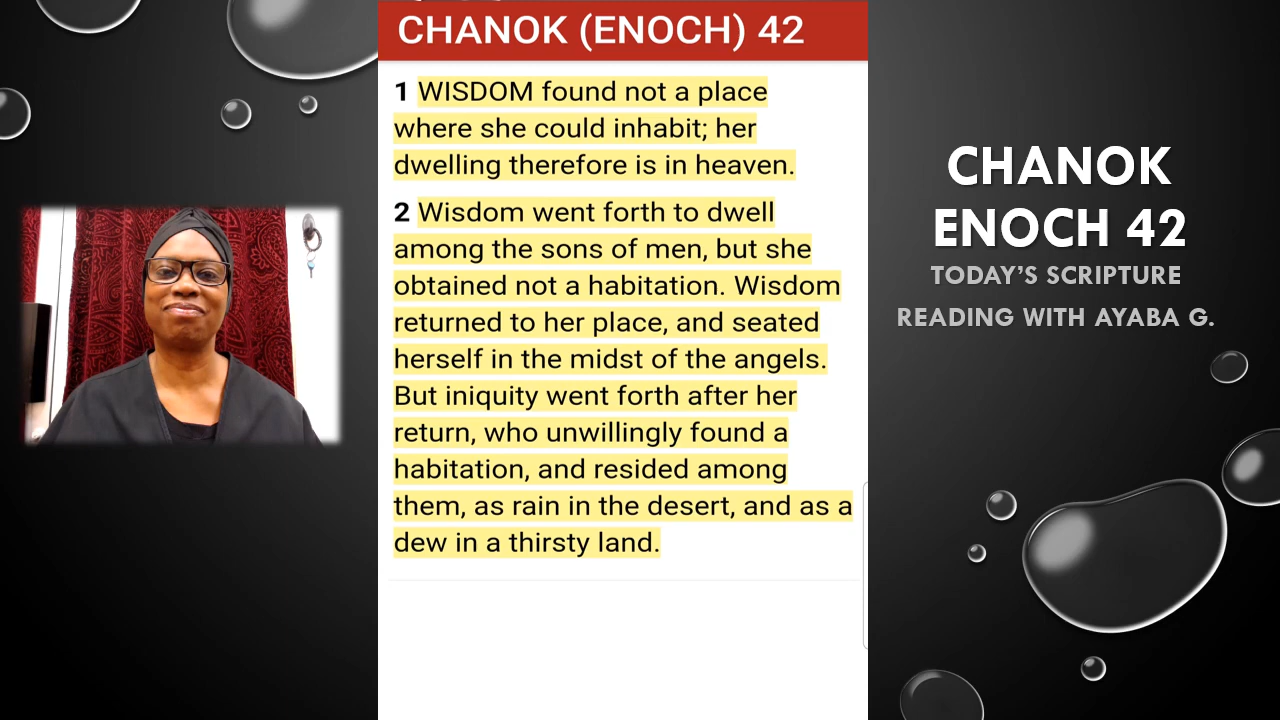 CHANOK (ENOCH) 42
1 WISDOM found not a place
where she could inhabit; her
dwelling therefore is in heaven.
2 Wisdom went forth to dwell
among the sons of men, but she
obtained not a habitation. Wisdom
returned to her place, and seated
herself in the midst of the angels.
But iniquity went forth after her
return, who unwillingly found a
habitation, and resided among
them, as rain in the desert, and as a
dew in a thirsty land.
CHANOK
ENOCH 42
TODAY’S SCRIPTURE
READING WITH AYABA G.